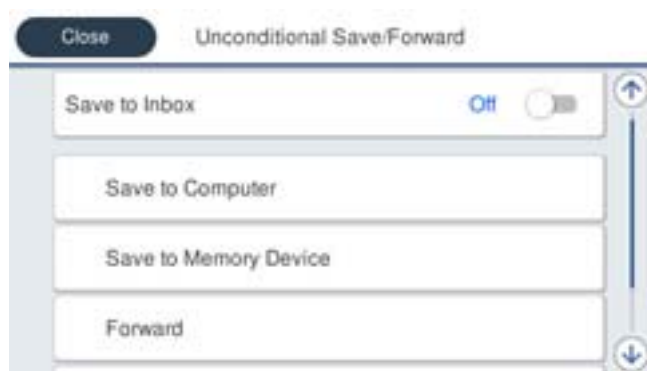 Close Unconditional Save/Forward
Save to Inbox Off
Save to Computer
Save to Memory Device
Forward